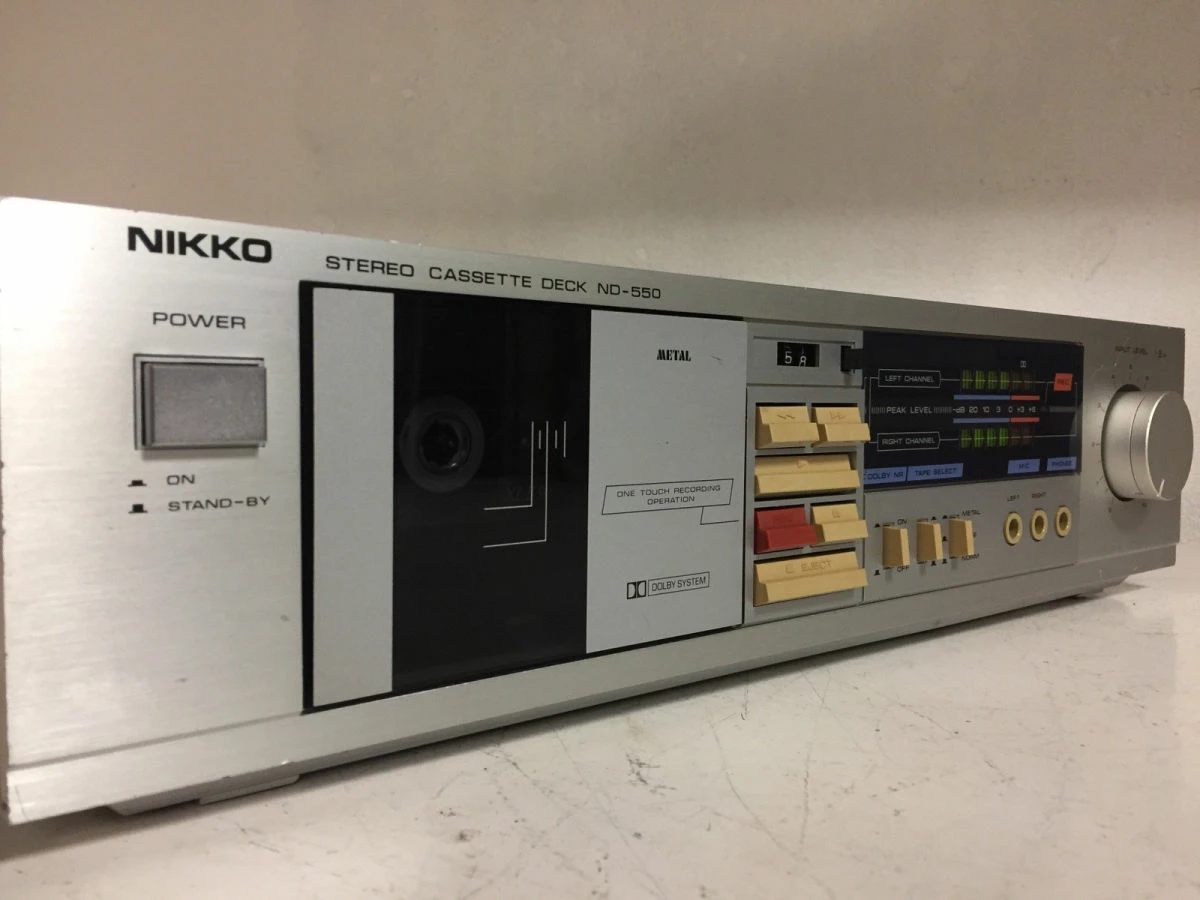 NIKKO
STEREO CASSETTE DECK ND-550
POWER
ON
STAND-BY
METAL
ONE TOUCH RECORDING
OPERATION
DOLBY SYSTEM
58
EJECT
LEFT CHANNEL
REC
PEAK LEVEL -dB 20 10 3 0 +3 +6
RIGHT CHANNEL
DOLBY NR TAPE SELECT MIC PHONES
ON
OFF
METAL
NORM
LEFT RIGHT
INPUT LEVEL